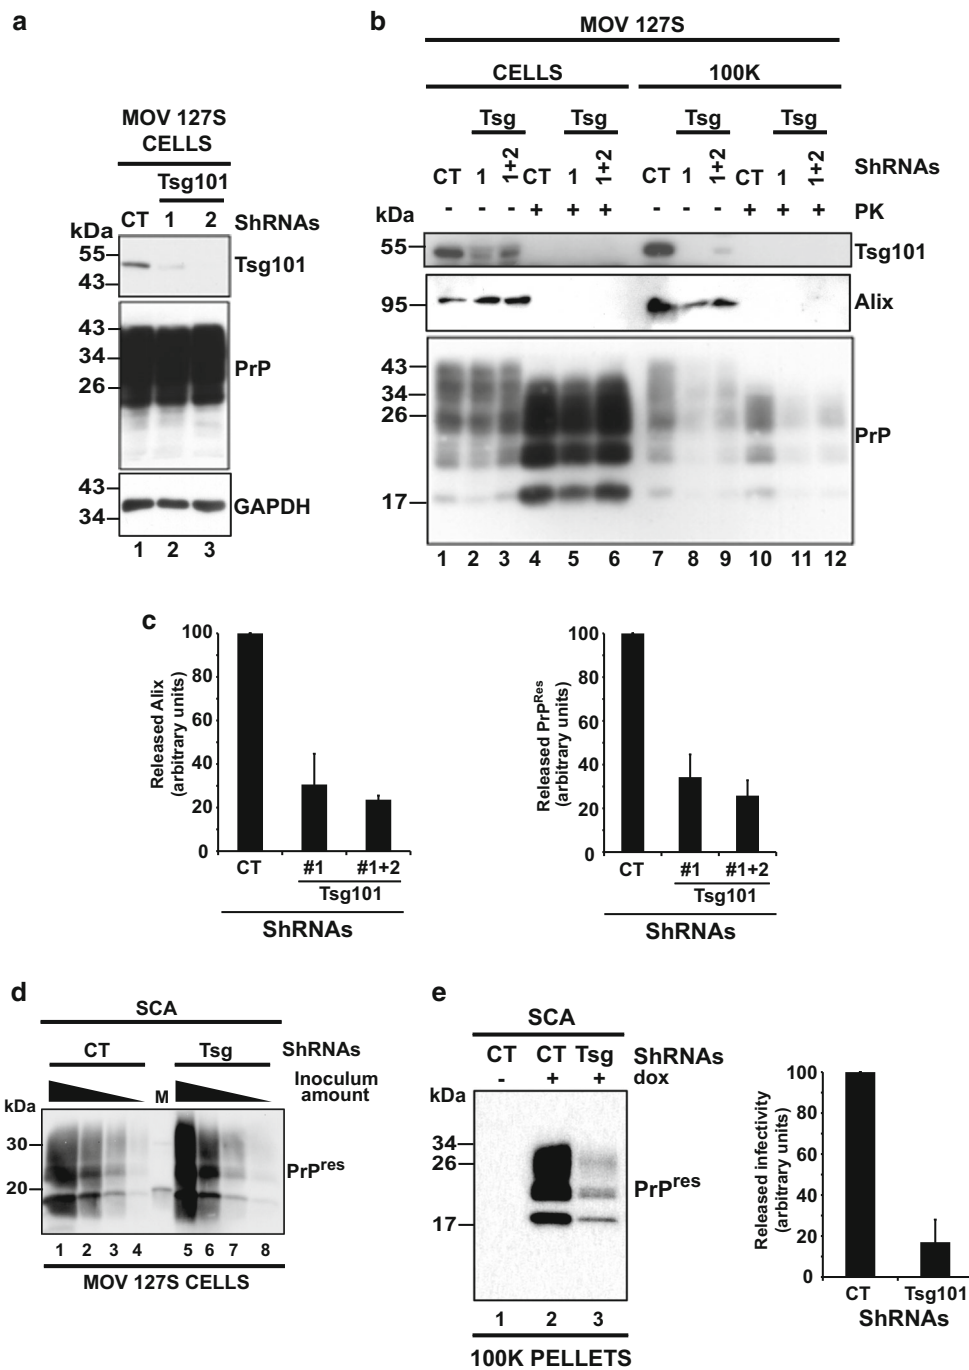 a
MOV 127S
CELLS
Tsg101
CT 1 2 ShRNAs
kDa
55
43
Tsg101
43
34
26
PrP
43
34
GAPDH
1 2 3
b
MOV 127S
CELLS 100K
Tsg Tsg Tsg Tsg
CT 1 1+2 CT 1 1+2 CT 1 1+2 CT 1 1+2 ShRNAs
- - - + + + - - - + + + PK
kDa
55
Tsg101
95
Alix
43
34
26
17
PrP
1 2 3 4 5 6 7 8 9 10 11 12
c
Released Alix
(arbitrary units)
100
80
60
40
20
0
CT #1 #1+2
Tsg101
ShRNAs
Released PrPRes
(arbitrary units)
100
80
60
40
20
0
CT #1 #1+2
Tsg101
ShRNAs
d
SCA
CT Tsg ShRNAs
Inoculum
amount
M
kDa
30
20
PrPres
1 2 3 4 5 6 7 8
MOV 127S CELLS
e
SCA
CT CT Tsg ShRNAs
- + + dox
kDa
34
26
17
PrPres
1 2 3
100K PELLETS
Released infectivity
(arbitrary units)
100
80
60
40
20
0
CT Tsg101
ShRNAs